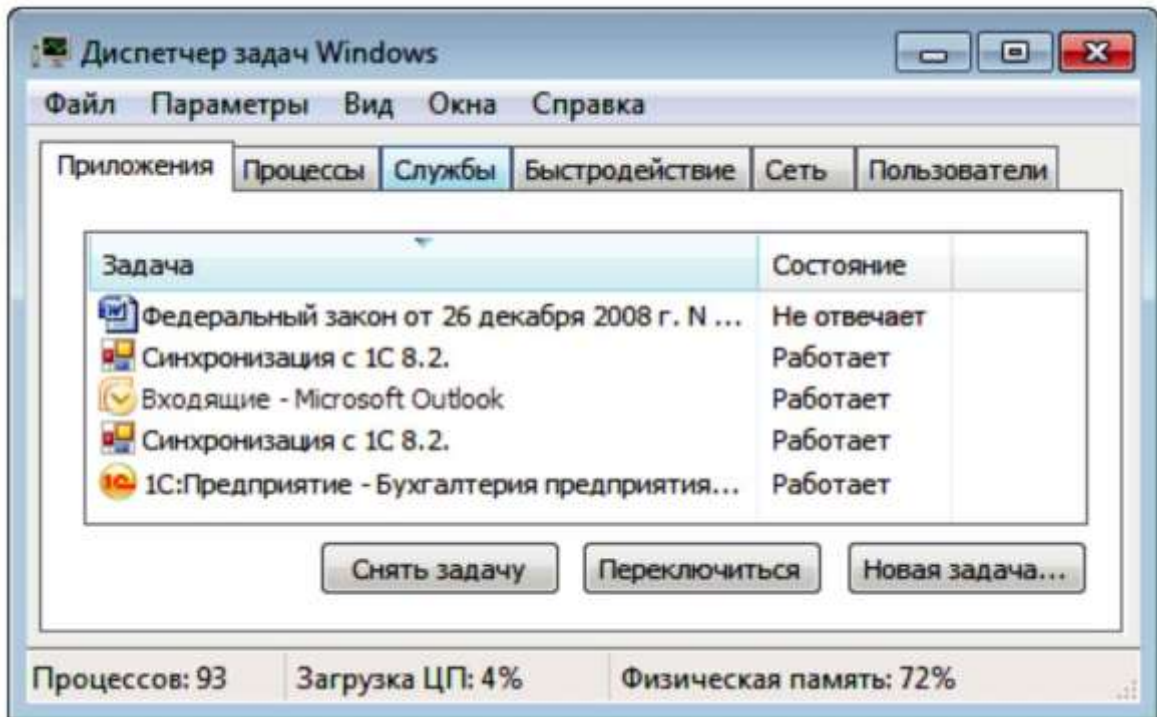 Диспетчер задач Windows
Файл Параметры Вид Окна Справка
Приложения Процессы Службы Быстродействие Сеть Пользователи
Задача Состояние
Федеральный закон от 26 декабря 2008 г. N ... Не отвечает
Синхронизация с 1С 8.2. Работает
Входящие - Microsoft Outlook Работает
Синхронизация с 1С 8.2. Работает
1С:Предприятие - Бухгалтерия предприятия... Работает
Снять задачу Переключиться Новая задача...
Процессов: 93 Загрузка ЦП: 4% Физическая память: 72%